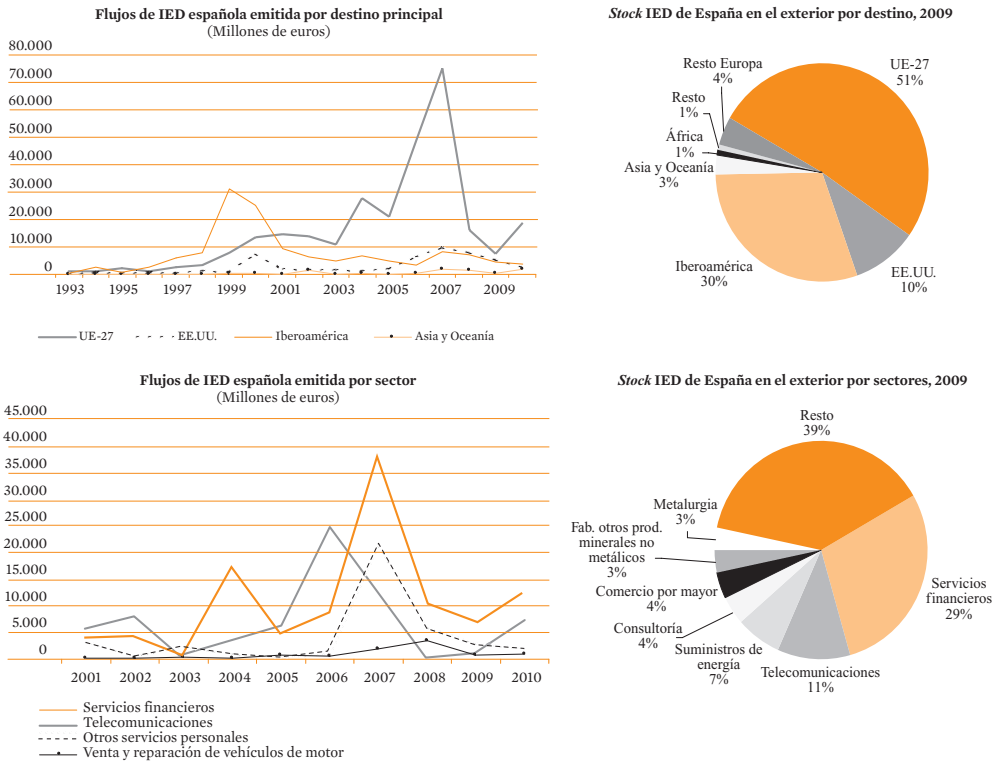 Flujos de IED española emitida por destino principal
(Millones de euros)
80.000
70.000
60.000
50.000
40.000
30.000
20.000
10.000
0
1993 1995 1997 1999 2001 2003 2005 2007 2009
UE-27 EE.UU. Iberoamérica Asia y Oceanía
Stock IED de España en el exterior por destino, 2009
UE-27
51%
Resto Europa
4%
Resto
1%
África
1%
Asia y Oceanía
3%
Iberoamérica
30%
EE.UU.
10%
Flujos de IED española emitida por sector
(Millones de euros)
45.000
40.000
35.000
30.000
25.000
20.000
15.000
10.000
5.000
0
2001 2002 2003 2004 2005 2006 2007 2008 2009 2010
Servicios financieros
Telecomunicaciones
Otros servicios personales
Venta y reparación de vehículos de motor
Stock IED de España en el exterior por sectores, 2009
Resto
39%
Metalurgia
3%
Fab. otros prod.
minerales no
metálicos
3%
Comercio por mayor
4%
Consultoría
4%
Suministros de
energía
7%
Telecomunicaciones
11%
Servicios
financieros
29%